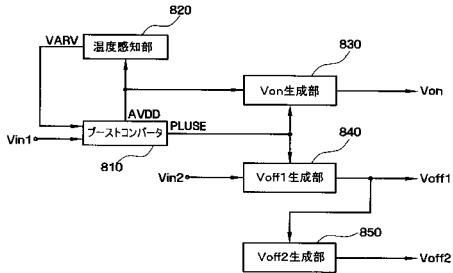 820
VARV
温度感知部
830
AVDD
Von生成部
Von
Vin1
ブーストコンバータ
PLUSE
810
840
Vin2
Voff1生成部
Voff1
850
Voff2生成部
Voff2